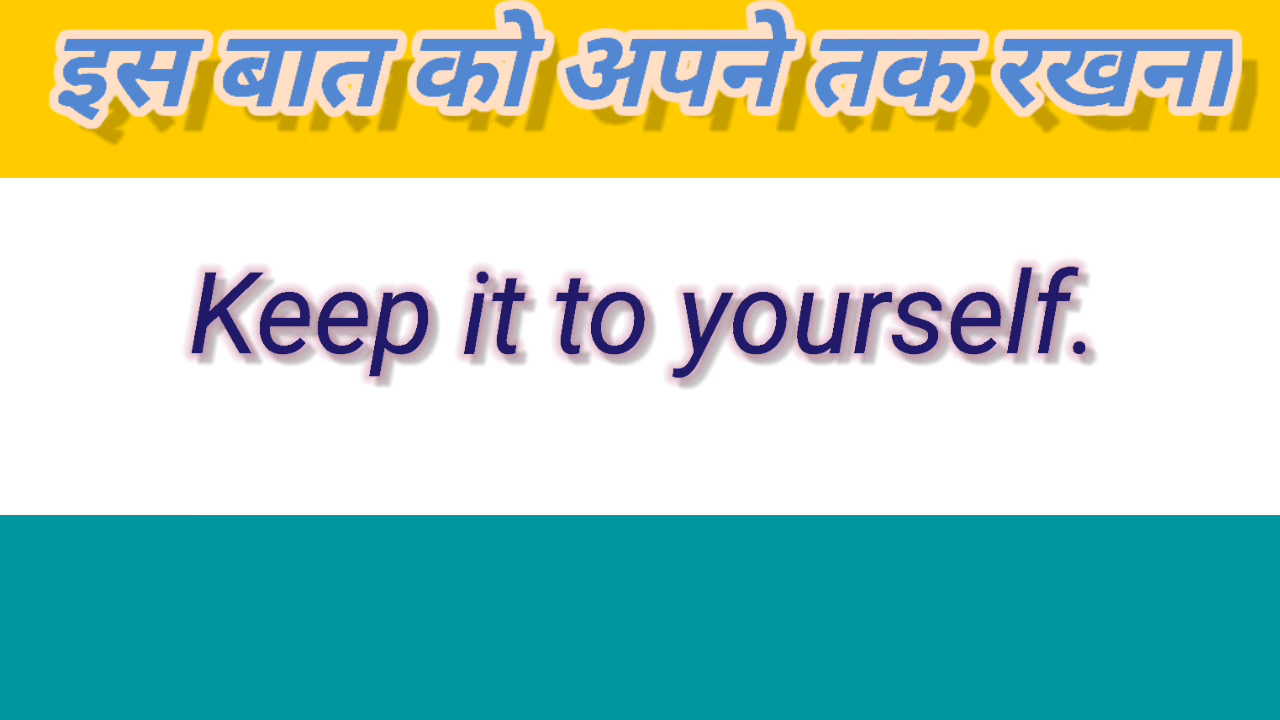 इस बात को अपने तक रखना
Keep it to yourself.